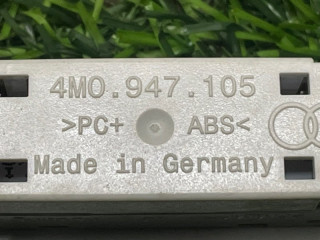 4M0.947.105
>PC+ ABS<
Made in Germany